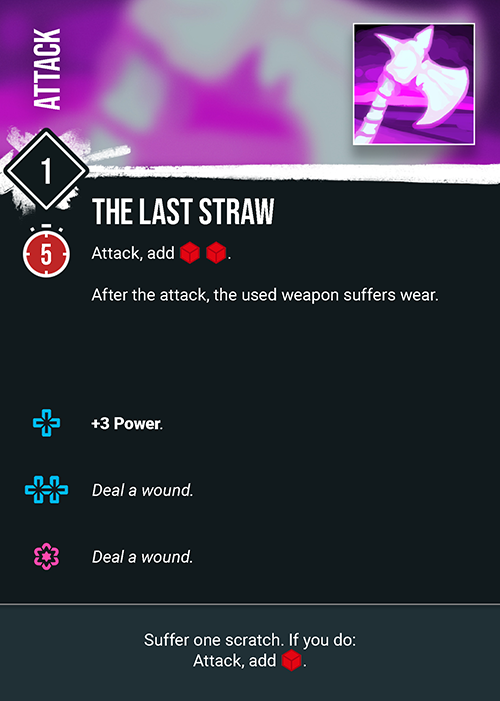 ATTACK
1
THE LAST STRAW
5
Attack, add .
After the attack, the used weapon suffers wear.
+3 Power.
Deal a wound.
Deal a wound.
Suffer one scratch. If you do:
Attack, add .